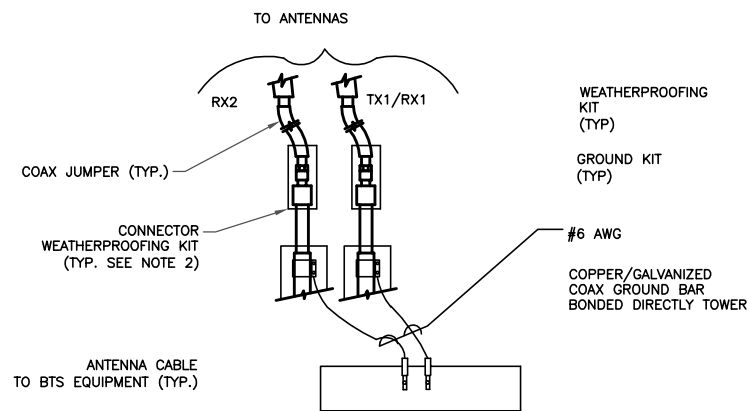 TO ANTENNAS
RX2
TX1/RX1
WEATHERPROOFING
KIT
(TYP)
GROUND KIT
(TYP)
COAX JUMPER (TYP.)
CONNECTOR
WEATHERPROOFING KIT
(TYP. SEE NOTE 2)
#6 AWG
COPPER/GALVANIZED
COAX GROUND BAR
BONDED DIRECTLY TOWER
ANTENNA CABLE
TO BTS EQUIPMENT (TYP.)